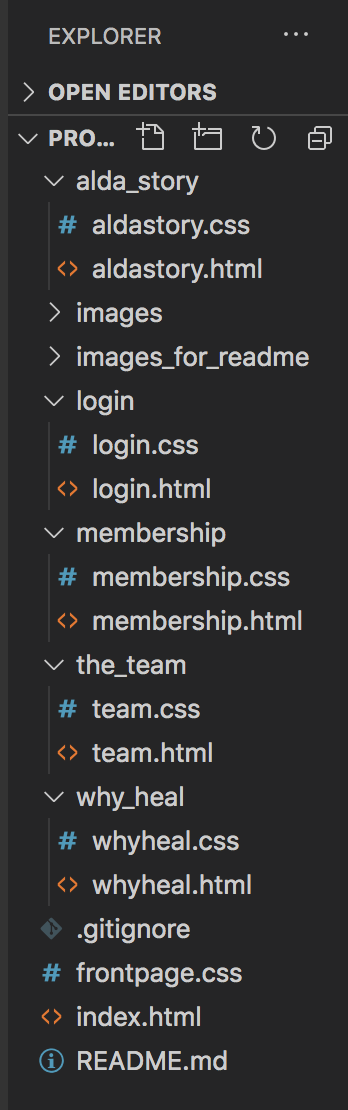 EXPLORER ...
OPEN EDITORS
PRO...
alda_story
# aldastory.css
<> aldastory.html
images
images_for_readme
login
# login.css
<> login.html
membership
# membership.css
<> membership.html
the_team
# team.css
<> team.html
why_heal
# whyheal.css
<> whyheal.html
.gitignore
# frontpage.css
<> index.html
README.md